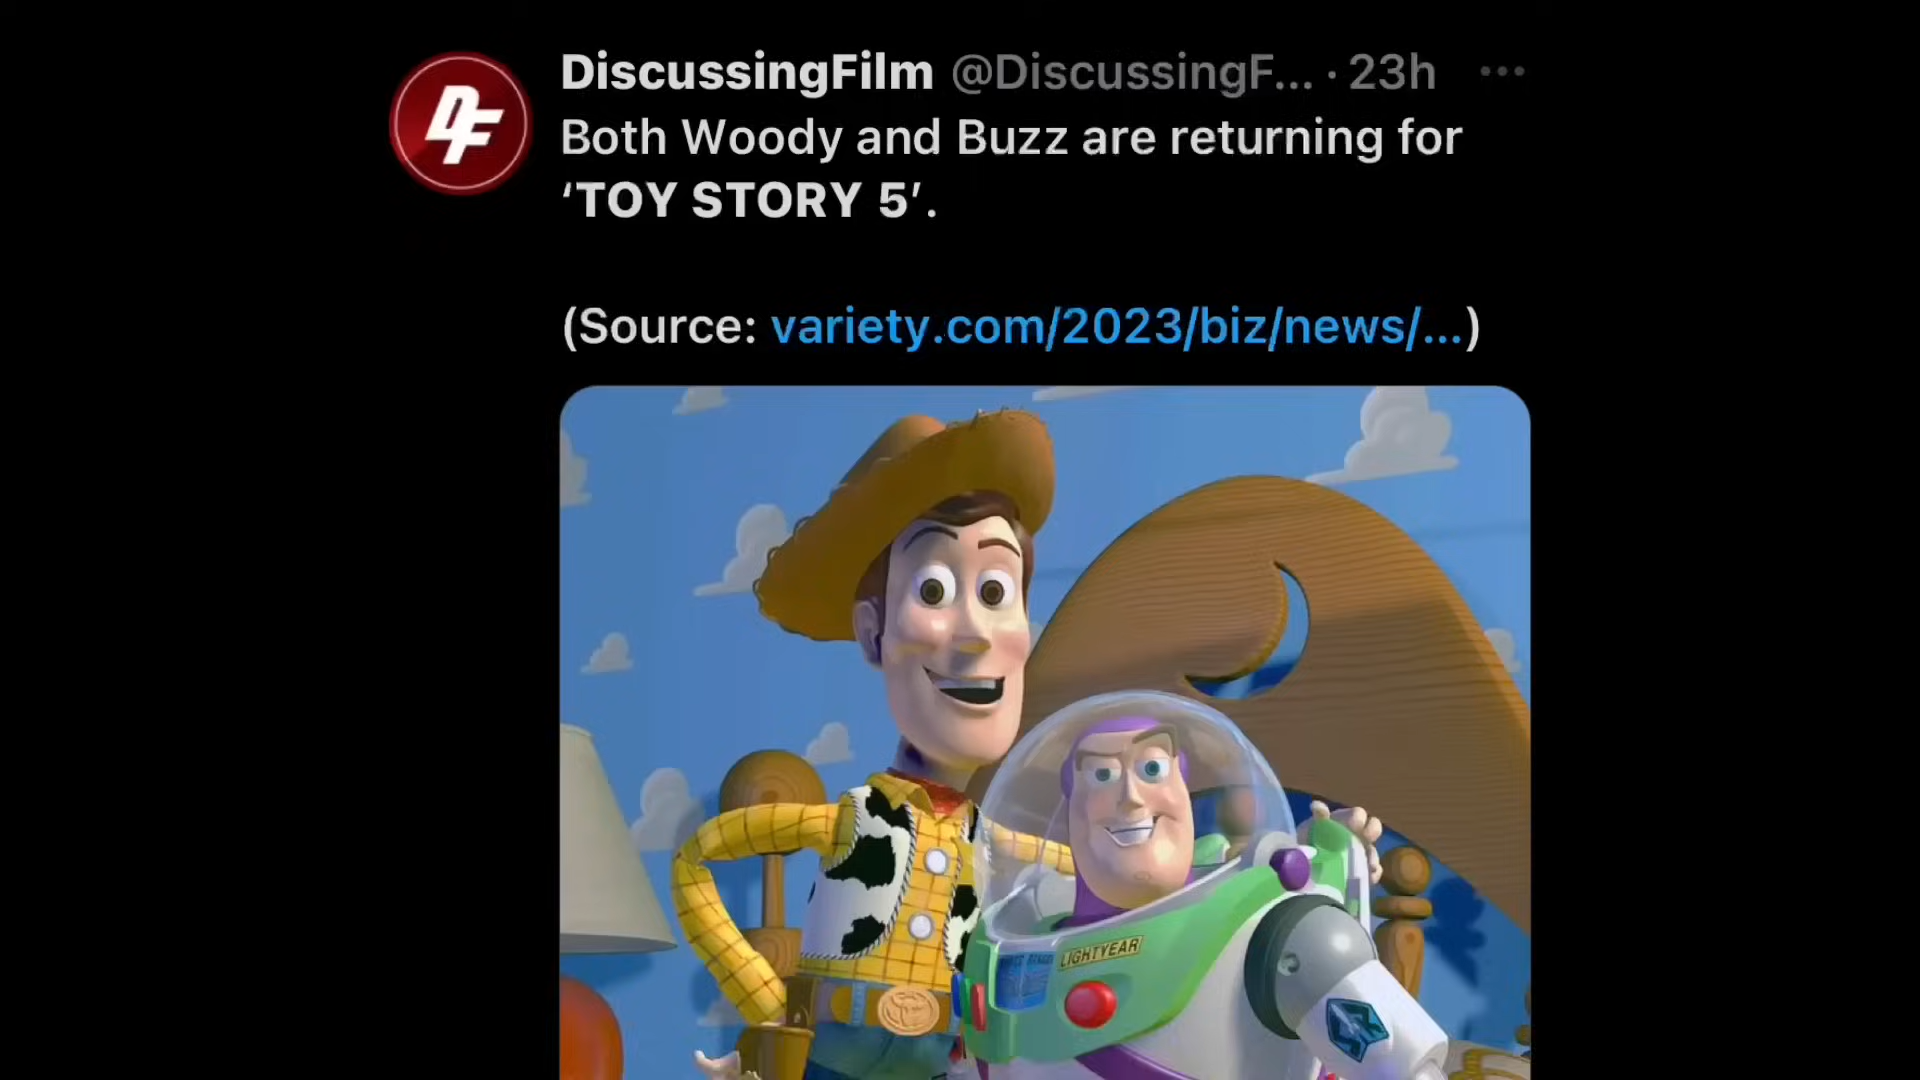 DF
DiscussingFilm @DiscussingF... · 23h ...
Both Woody and Buzz are returning for
‘TOY STORY 5’.
(Source: variety.com/2023/biz/news/...)
LIGHTYEAR